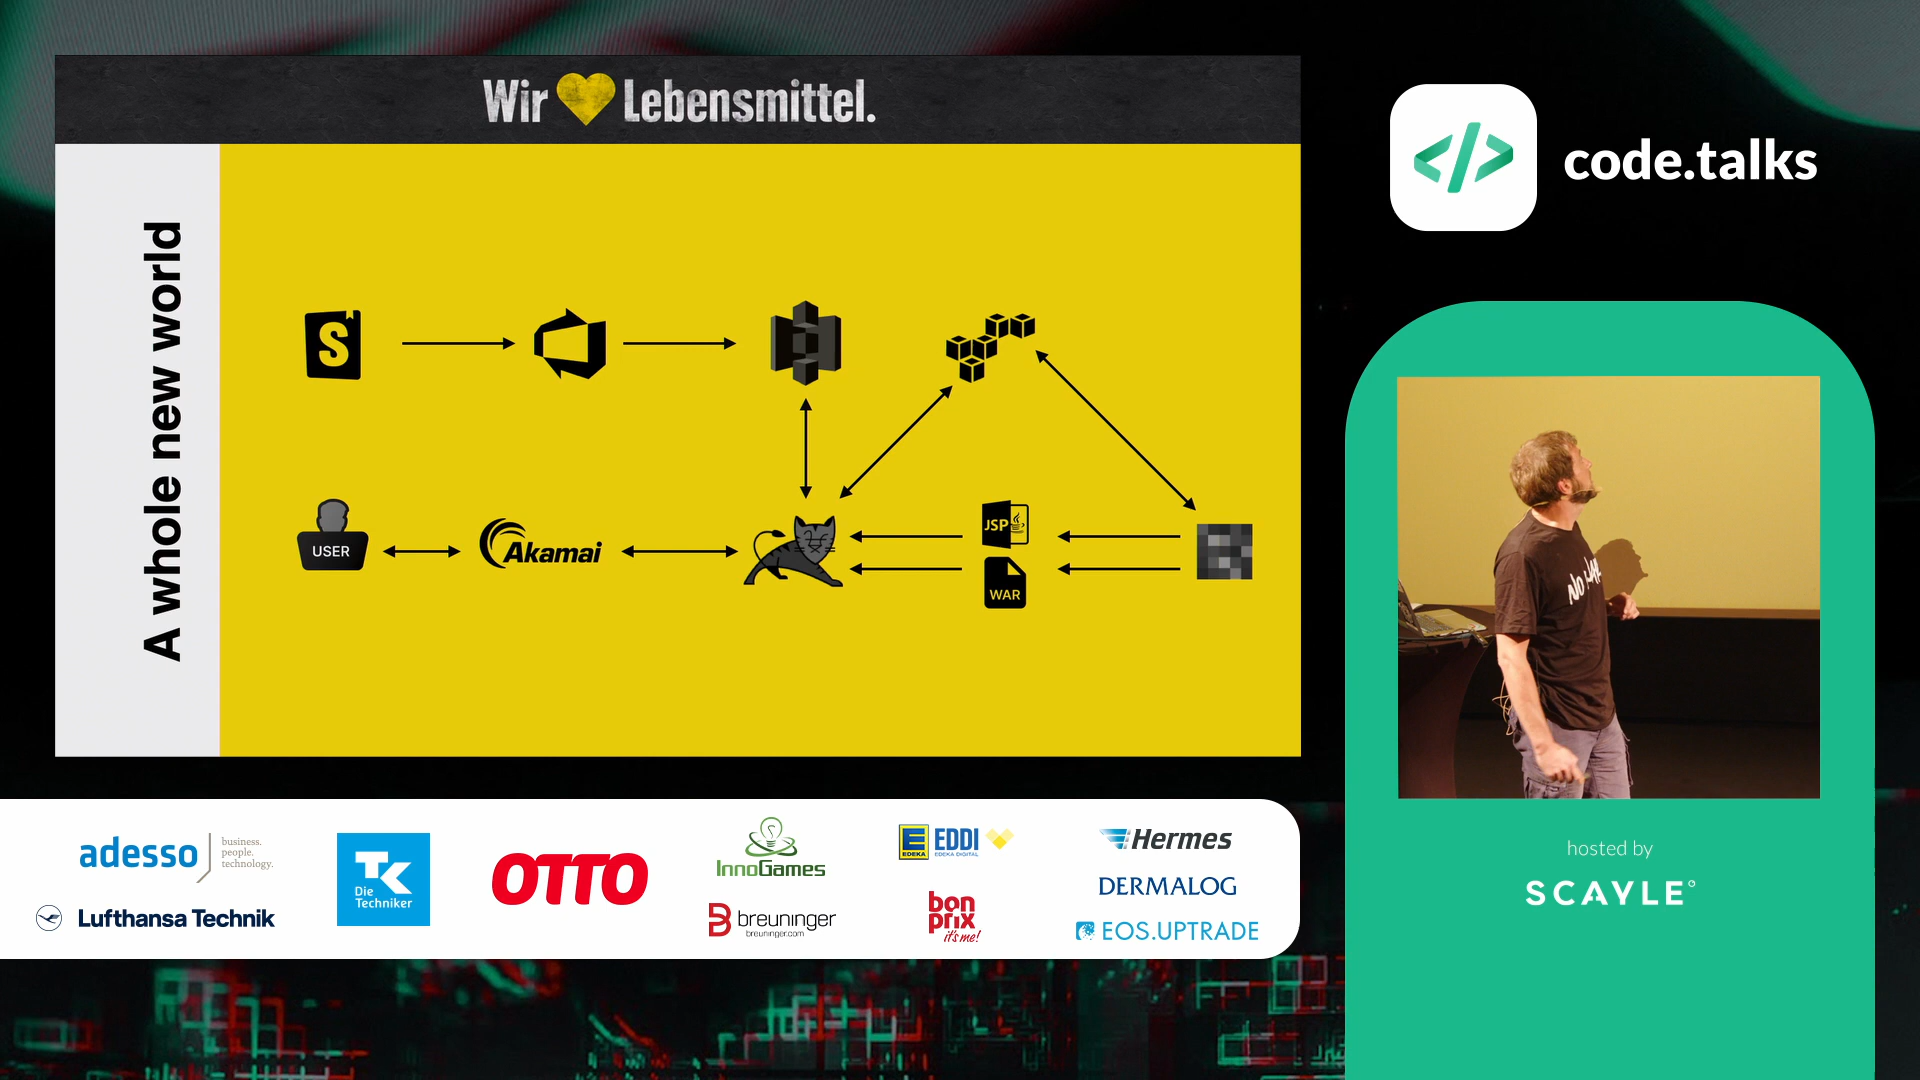 Wir Lebensmittel.
code.talks
A whole new world
S
USER
Akamai
JSP
WAR
NO
adesso
business.
people.
technology.
Lufthansa Technik
TK
Die
Techniker
OTTO
InnoGames
breuninger
breuninger.com
E
EDEKA
EDDI
EDEKA DIGITAL
bon
prix
it's me!
Hermes
DERMALOG
EOS.UPTRADE
hosted by
SCAYLE